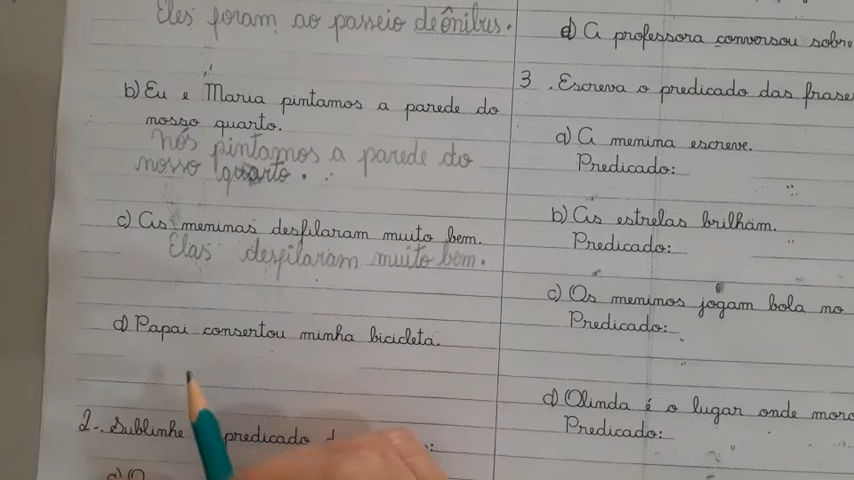 Eles foram ao passeio de ônibus.
b) Eu e Maria pintamos a parede do
nosso quarto.
Nós pintamos a parede do
nosso quarto.
c) As meninas desfilaram muito bem.
Elas desfilaram muito bem.
d) Papai consertou minha bicicleta.
2. Sublinhe predicado
d) A professora conversou sobre
3. Escreva o predicado das frase
a) A menina escreve.
Predicado:
b) As estrelas brilham.
Predicado:
c) Os meninos jogam bola no
Predicado:
d) Olinda é o lugar onde moro
Predicado: